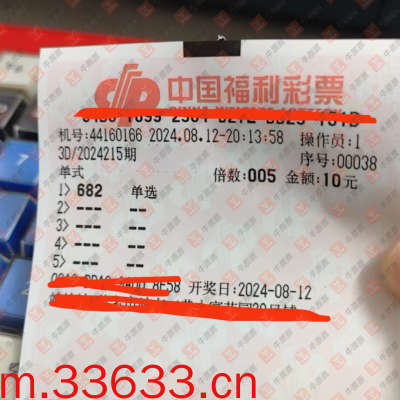 中国福利彩票
机号:44160166 2024.08.12-20:13:58 操作员:1
3D/2024215期 序号:00038
单式 倍数:005 金额:10元
1> 682 单选
2> --- --
3> --- --
4> --- --
5> --- --
8E58 开奖日:2024-08-12
m.33633.cn